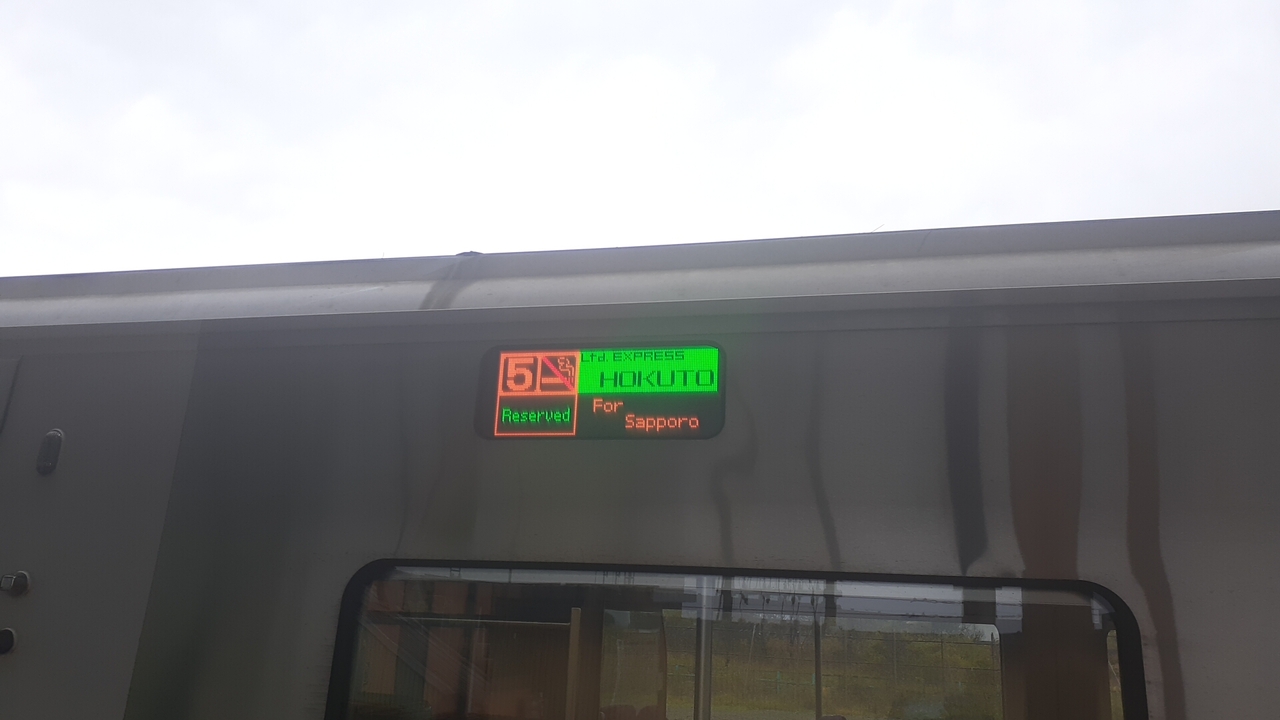 5
Reserved
Ltd. EXPRESS
HOKUTO
For
Sapporo